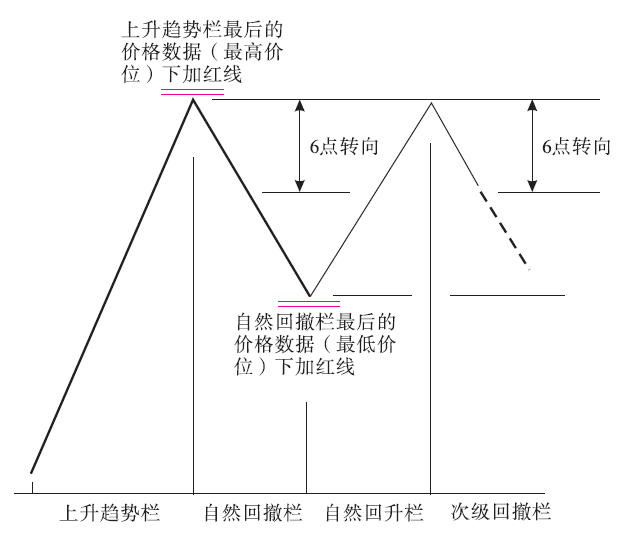 上升趋势栏最后的
价格数据（最高价
位）下加红线
6点转向
6点转向
自然回撤栏最后的
价格数据（最低价
位）下加红线
上升趋势栏
自然回撤栏
自然回升栏
次级回撤栏